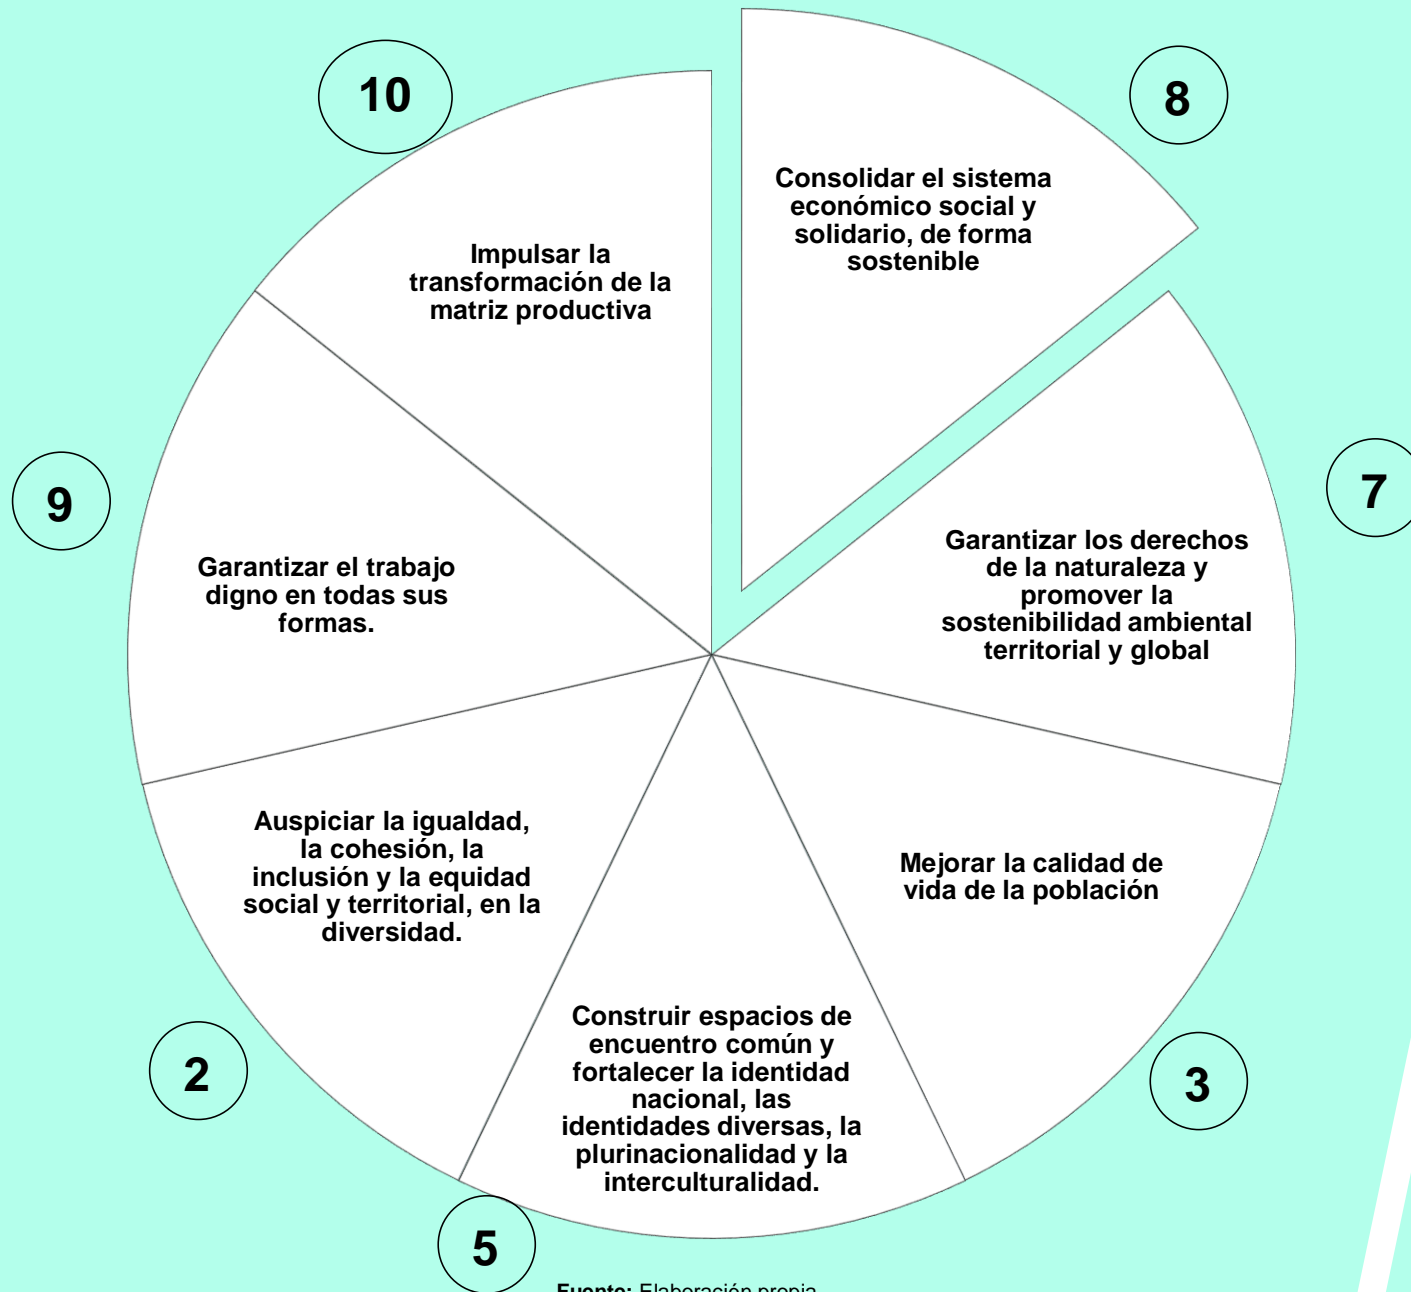 10
8
Consolidar el sistema
económico social y
solidario, de forma
sostenible
Impulsar la
transformación de la
matriz productiva
9
7
Garantizar el trabajo
digno en todas sus
formas.
Garantizar los derechos
de la naturaleza y
promover la
sostenibilidad ambiental
territorial y global
Auspiciar la igualdad,
la cohesión, la
inclusión y la equidad
social y territorial, en la
diversidad.
Mejorar la calidad de
vida de la población
2
3
Construir espacios de
encuentro común y
fortalecer la identidad
nacional, las
identidades diversas, la
plurinacionalidad y la
interculturalidad.
5
Fuente: Elaboración propia